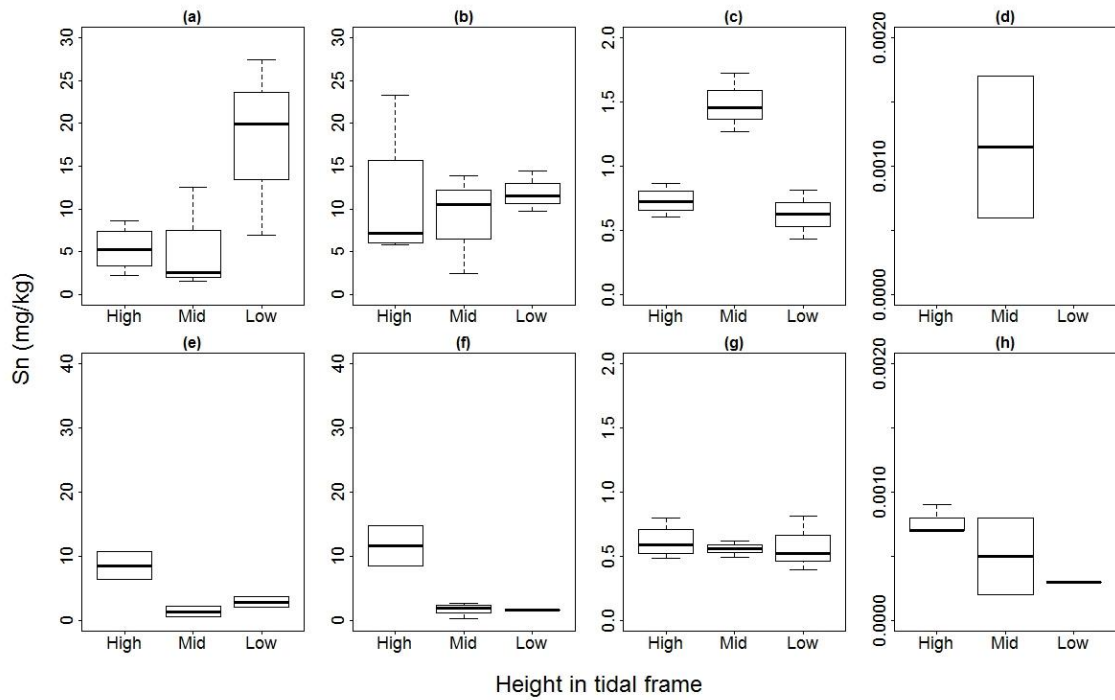 (a) (b) (c) (d)
0 5 10 15 20 25 30
0 5 10 15 20 25 30
0.0 0.5 1.0 1.5 2.0
0.0000 0.0010 0.0020
High Mid Low
High Mid Low
High Mid Low
High Mid Low
Sn (mg/kg)
(e) (f) (g) (h)
0 10 20 30 40
0 10 20 30 40
0.0 0.5 1.0 1.5 2.0
0.0000 0.0010 0.0020
High Mid Low
High Mid Low
High Mid Low
High Mid Low
Height in tidal frame